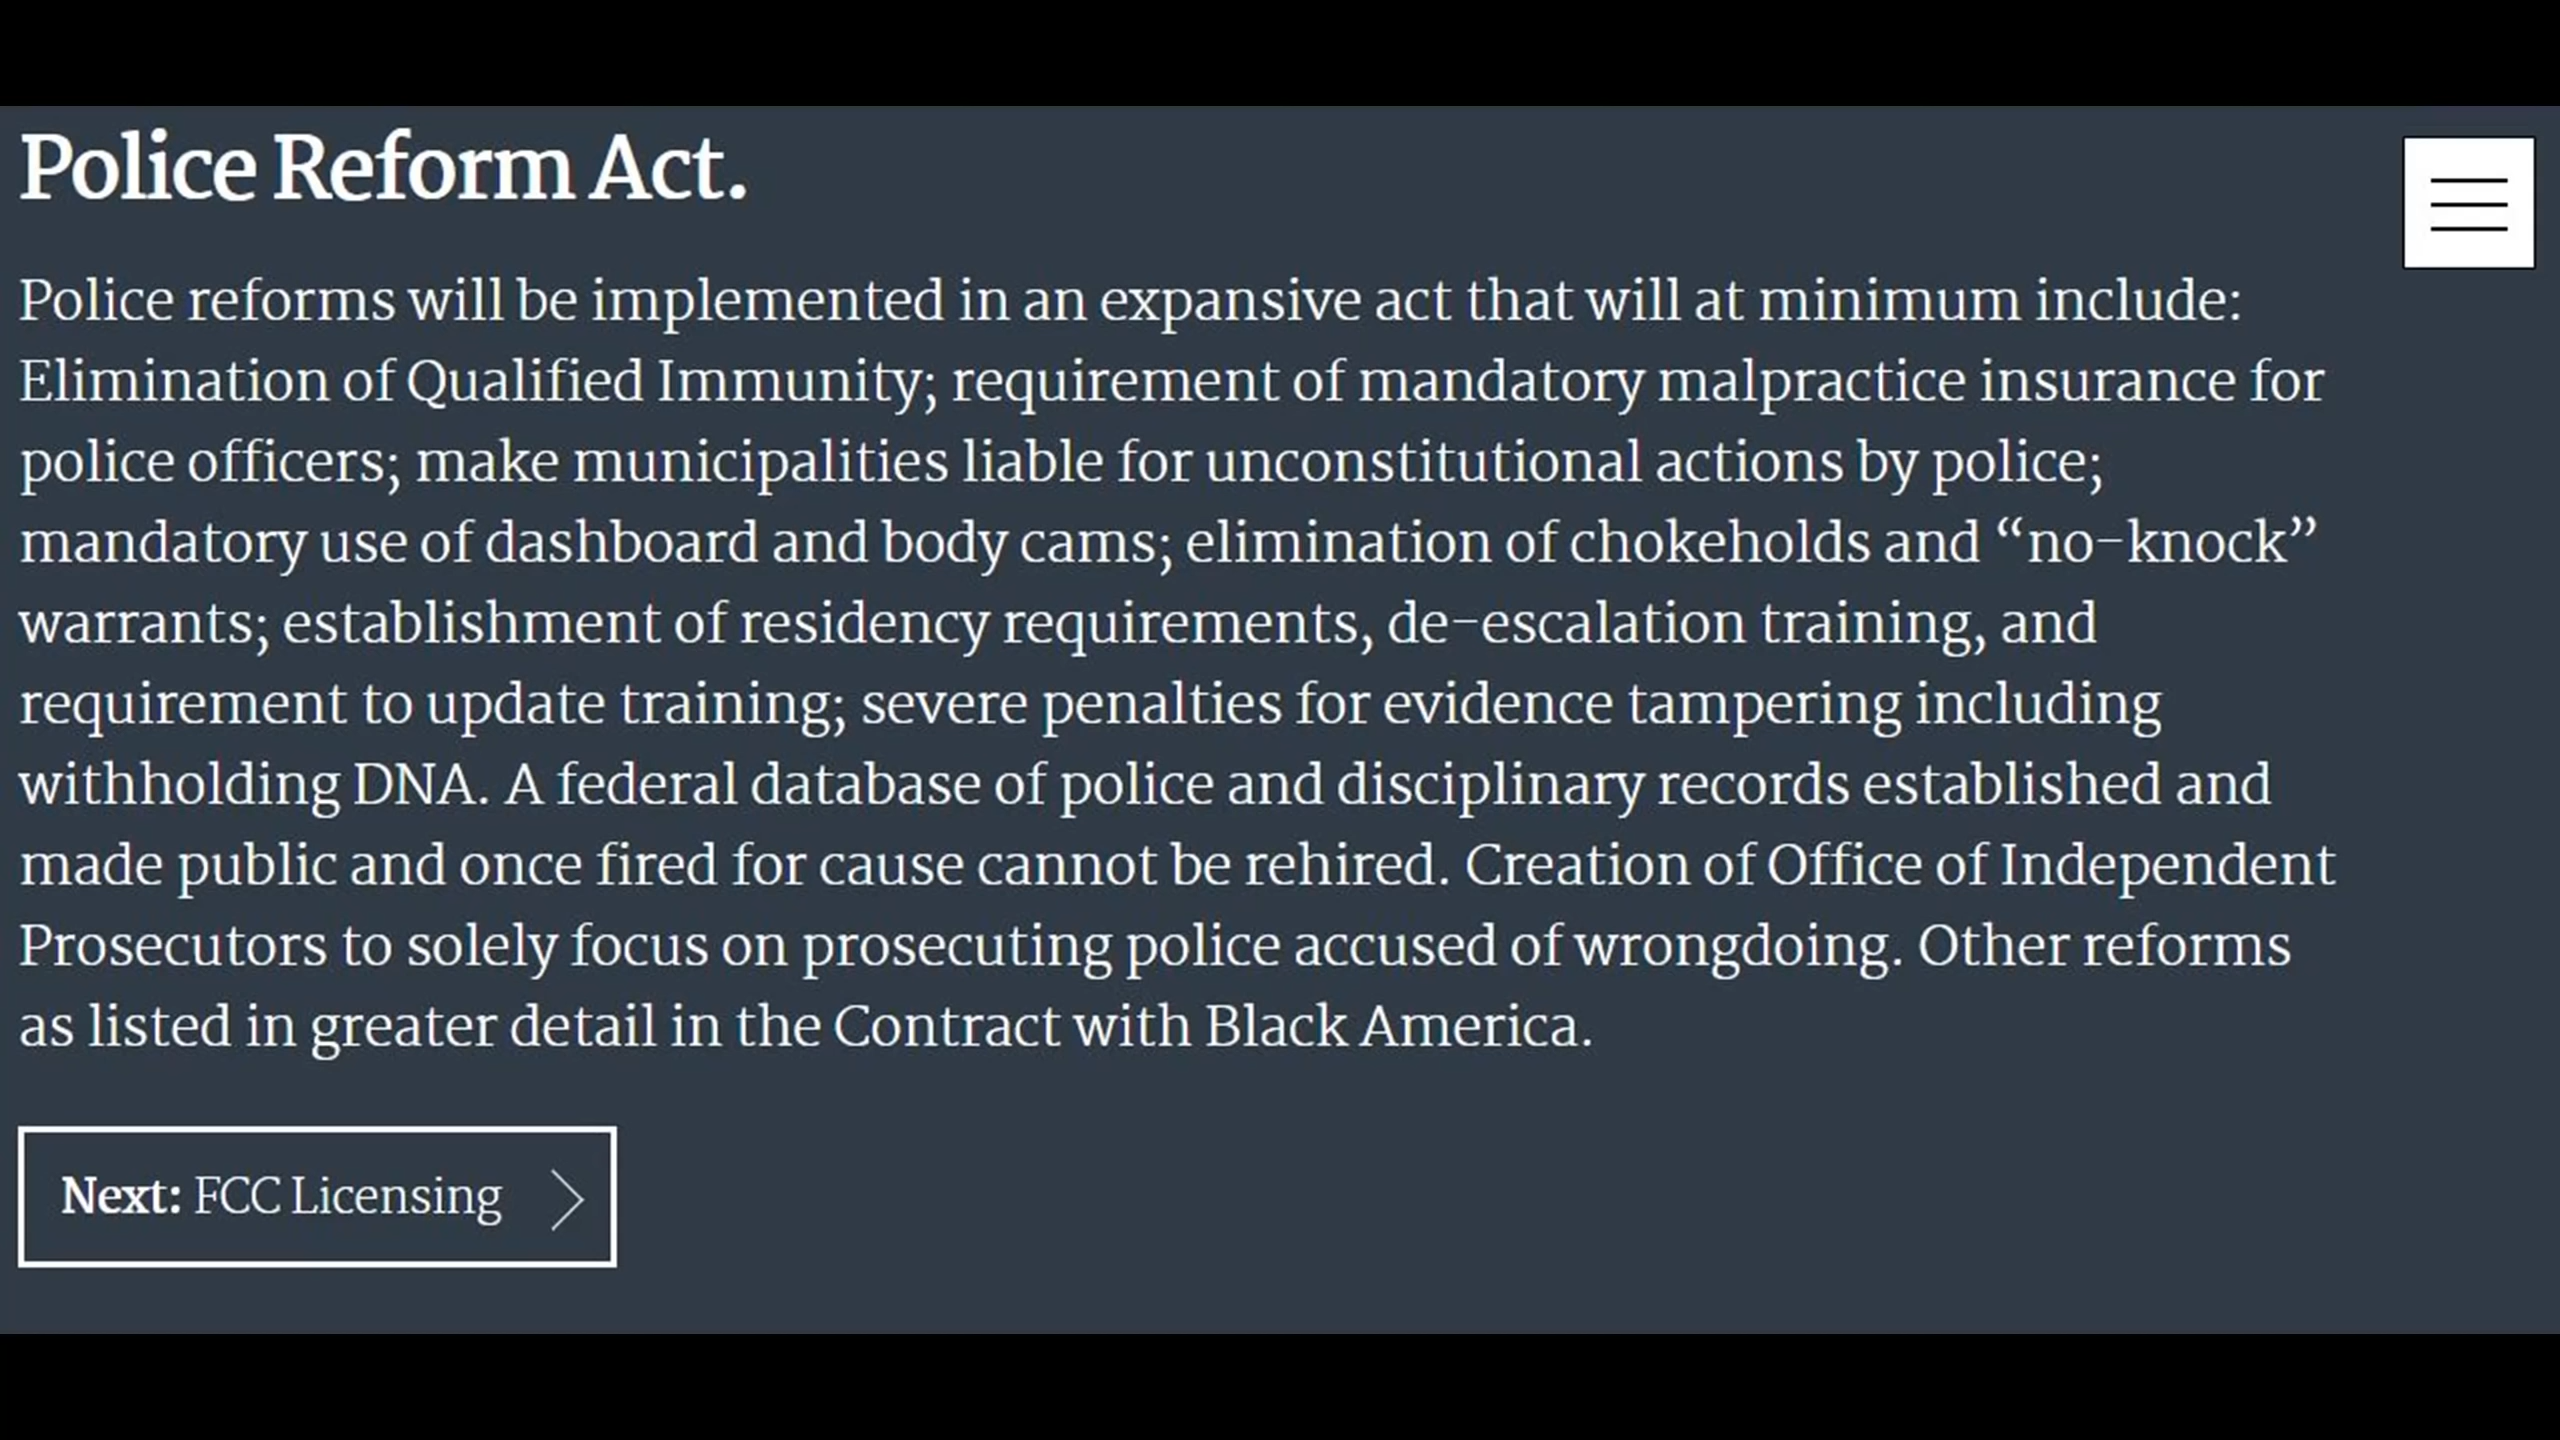 Police Reform Act.
Police reforms will be implemented in an expansive act that will at minimum include:
Elimination of Qualified Immunity; requirement of mandatory malpractice insurance for
police officers; make municipalities liable for unconstitutional actions by police;
mandatory use of dashboard and body cams; elimination of chokeholds and “no-knock”
warrants; establishment of residency requirements, de-escalation training, and
requirement to update training; severe penalties for evidence tampering including
withholding DNA. A federal database of police and disciplinary records established and
made public and once fired for cause cannot be rehired. Creation of Office of Independent
Prosecutors to solely focus on prosecuting police accused of wrongdoing. Other reforms
as listed in greater detail in the Contract with Black America.
Next: FCC Licensing